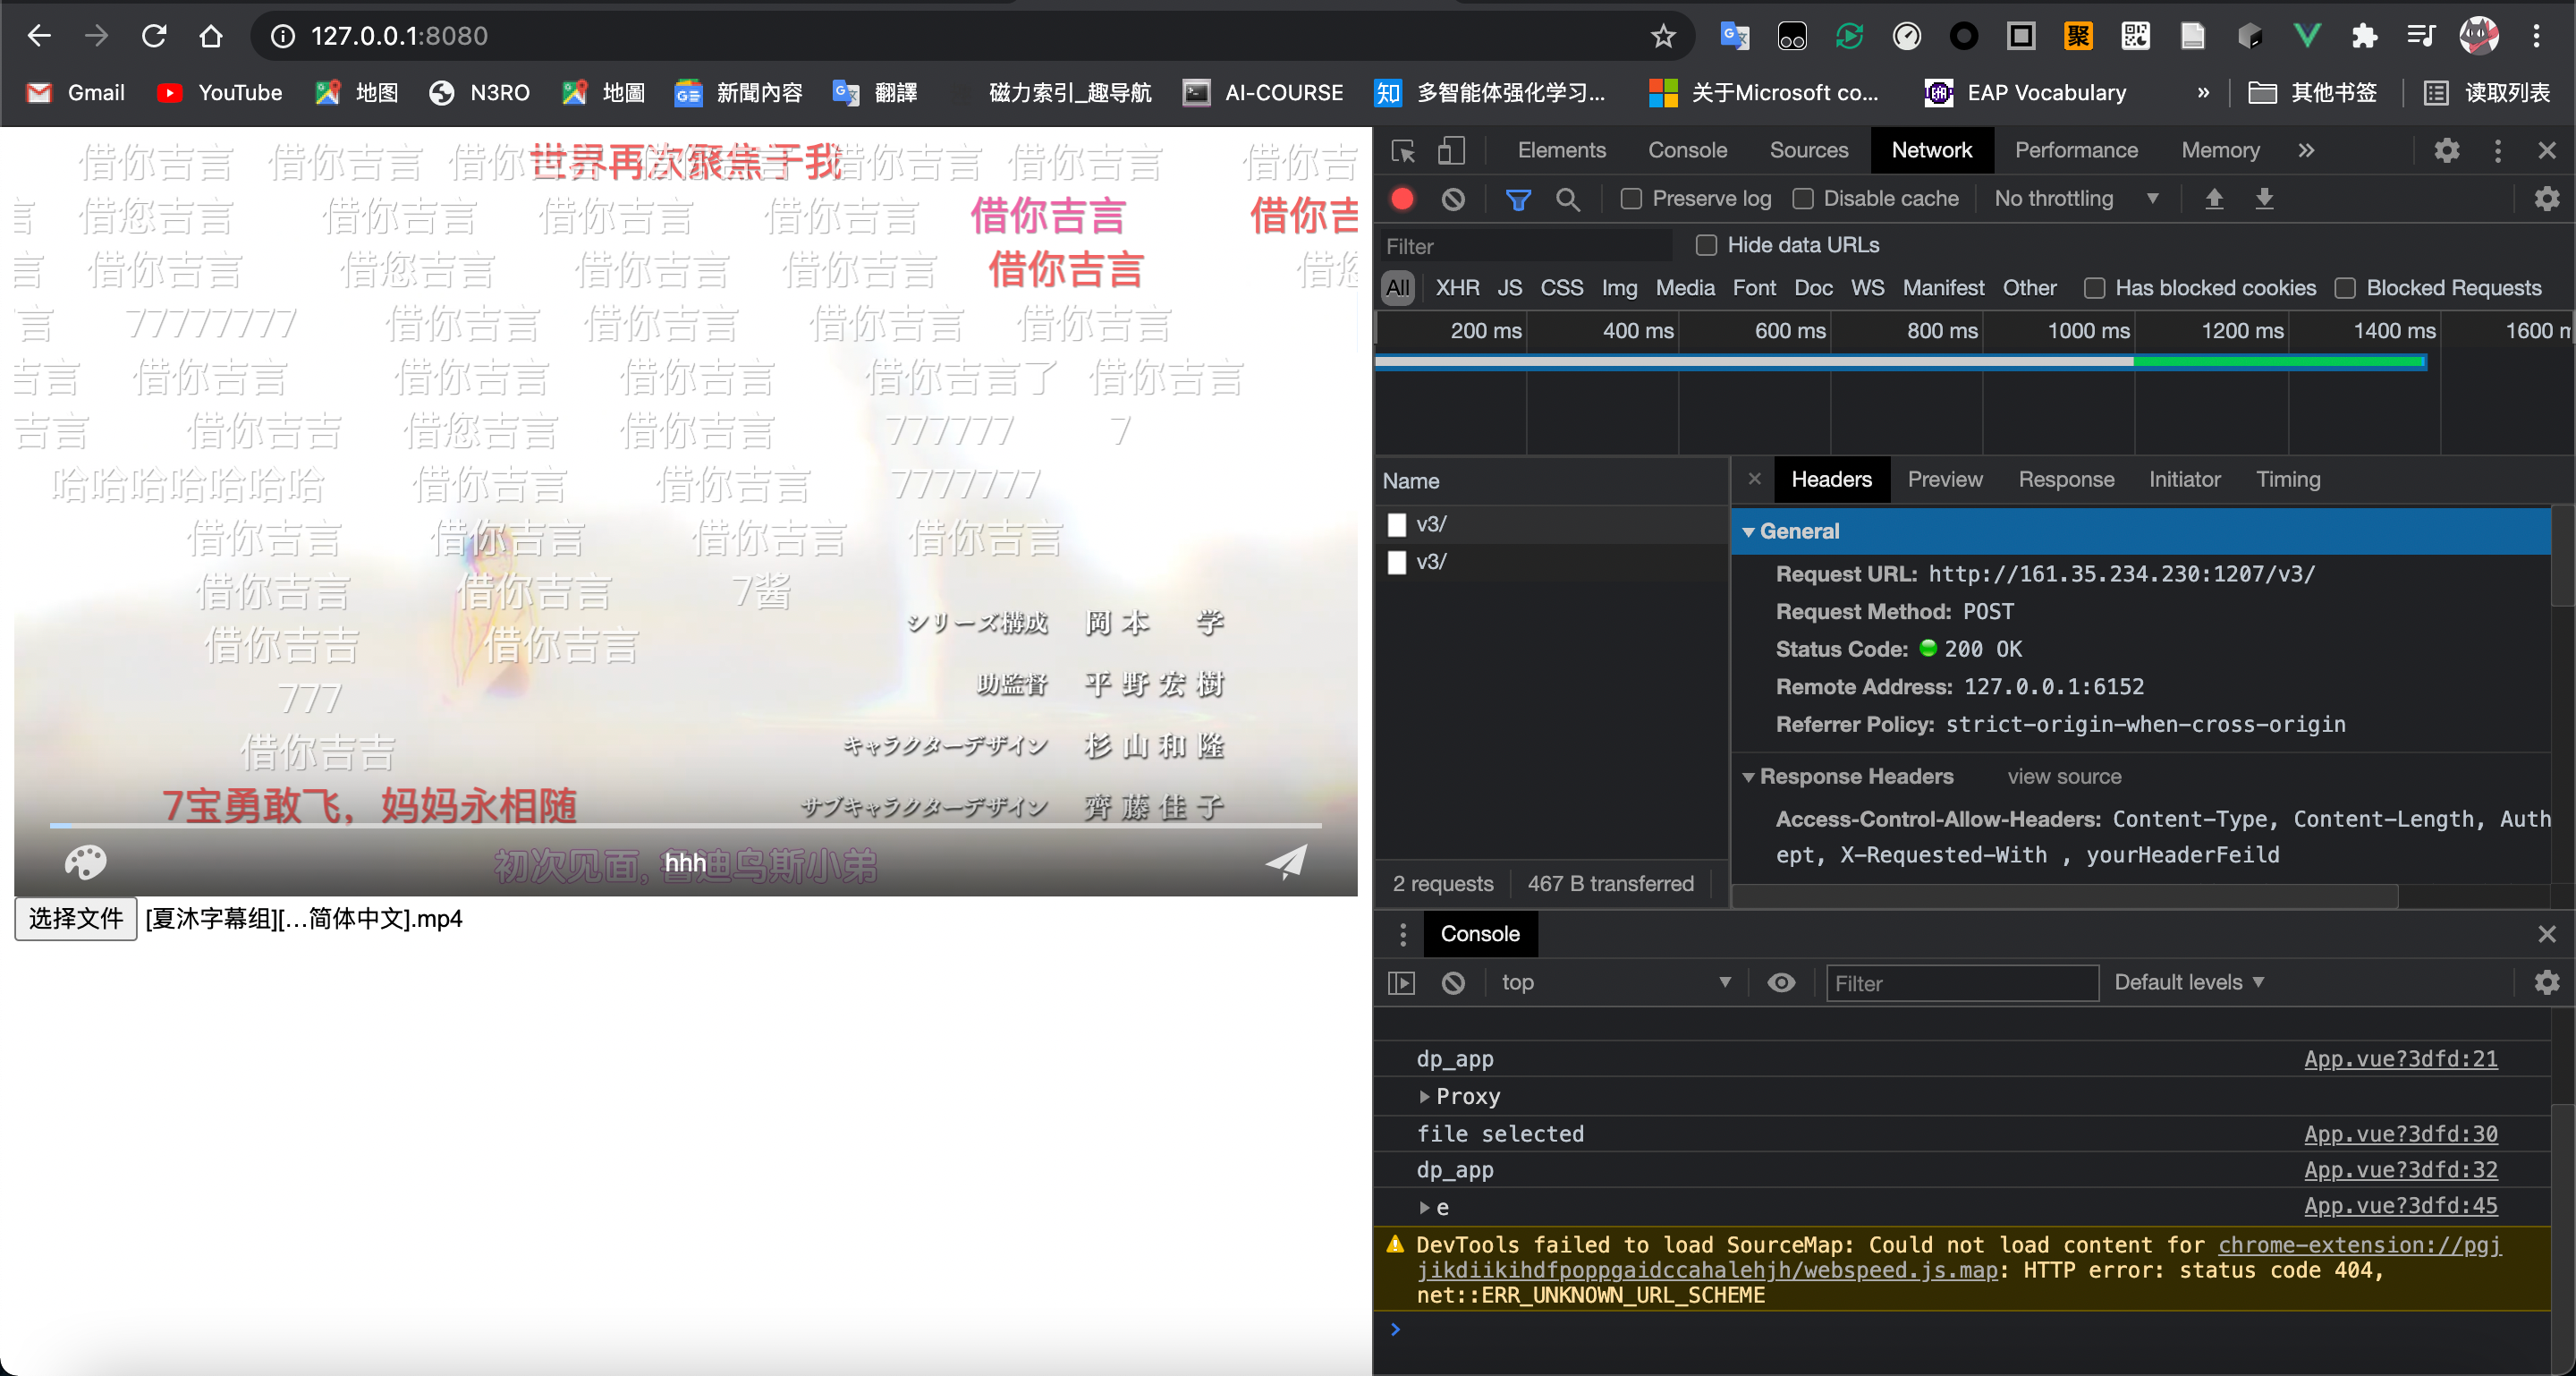 127.0.0.1:8080
Gmail YouTube 地图 N3RO 地圖 新聞內容 翻譯 磁力索引_趣导航 AI-COURSE 多智能体强化学习... 关于Microsoft co... EAP Vocabulary » 其他书签 读取列表
借你吉言 借你吉言 借你吉言 世界再次聚焦于我 借你吉言 借你吉言 借你吉
言 借您吉言 借你吉言 借你吉言 借你吉言 借你吉言 借你吉
言 借你吉言 借您吉言 借你吉言 借你吉言 借你吉言 借您
言 77777777 借你吉言 借你吉言 借你吉言 借你吉言
吉言 借你吉言 借你吉言 借你吉言 借你吉言了 借你吉言
吉言 借你吉吉 借您吉言 借你吉言 777777 7
哈哈哈哈哈哈哈 借你吉言 借你吉言 7777777
借你吉言 借你吉言 借你吉言 借你吉言
借你吉言 借你吉言 7酱
シリーズ構成 岡本 学
借你吉吉 借你吉言
助監督 平野宏樹
777
キャラクターデザイン 杉山和隆
借你吉吉
7宝勇敢飞，妈妈永相随
サブキャラクターデザイン 齊藤佳子
初次见面,鲁迪乌斯小弟
hhh
选择文件 [夏沐字幕组][…简体中文].mp4
Elements Console Sources Network Performance Memory »
Preserve log Disable cache No throttling
Filter Hide data URLs
All XHR JS CSS Img Media Font Doc WS Manifest Other Has blocked cookies Blocked Requests
200 ms 400 ms 600 ms 800 ms 1000 ms 1200 ms 1400 ms 1600 m
Name
v3/
v3/
2 requests 467 B transferred
× Headers Preview Response Initiator Timing
General
Request URL: http://161.35.234.230:1207/v3/
Request Method: POST
Status Code: 200 OK
Remote Address: 127.0.0.1:6152
Referrer Policy: strict-origin-when-cross-origin
Response Headers view source
Access-Control-Allow-Headers: Content-Type, Content-Length, Auth
ept, X-Requested-With , yourHeaderFeild
Console
top Filter Default levels
dp_app App.vue?3dfd:21
Proxy
file selected App.vue?3dfd:30
dp_app App.vue?3dfd:32
e App.vue?3dfd:45
DevTools failed to load SourceMap: Could not load content for chrome-extension://pgj
jikdiikihdfpoppgaidccahalehjh/webspeed.js.map: HTTP error: status code 404,
net::ERR_UNKNOWN_URL_SCHEME